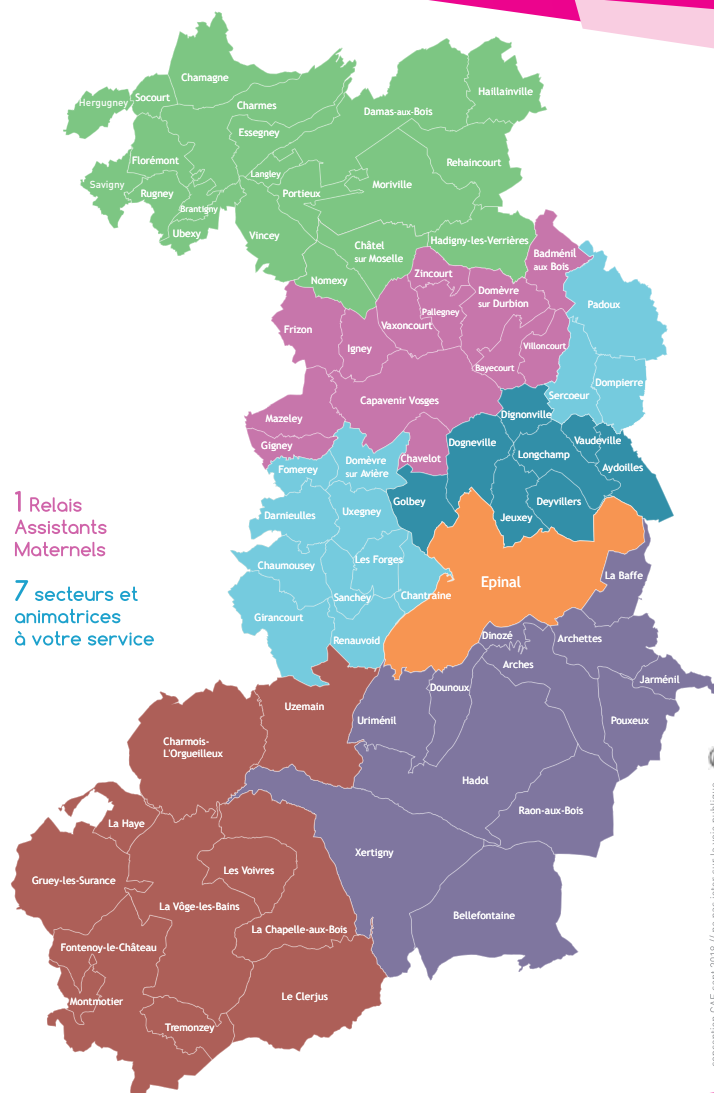 Chamagne
Haillainville
Socourt
Hergugney
Charmes
Damas-aux-Bois
Essegney
Florémont
Rehaincourt
Langley
Moriville
Savigny
Rugney
Portieux
Brantigny
Ubexy
Vincey
Hadigny-les-Verrières
Châtel
sur Moselle
Badménil
aux Bois
Zincourt
Nomexy
Domèvre
sur Durbion
Padoux
Pallegney
Frizon
Vaxoncourt
Igney
Villoncourt
Bayecourt
Dompierre
Sercoeur
Capavenir Vosges
Dignonville
Mazeley
Dogneville
Vaudeville
Gigney
Longchamp
Chavelot
Domèvre
sur Avière
Fomerey
Aydoilles
Golbey
Deyvillers
Uxegney
Darnieulles
Jeuxey
1 Relais
Assistants
Maternels
7 secteurs et
animatrices
à votre service
Les Forges
Chaumousey
La Baffe
Epinal
Sanchey
Chantraine
Girancourt
Dinozé
Archettes
Renauvoid
Arches
Jarménil
Dounoux
Uzemain
Uriménil
Pouxeux
Charmois-
L'Orgueilleux
Hadol
Raon-aux-Bois
La Haye
Xertigny
Les Voivres
Gruey-les-Surance
La Vôge-les-Bains
Bellefontaine
La Chapelle-aux-Bois
Fontenoy-le-Château
Le Clerjus
Montmotier
Tremonzey